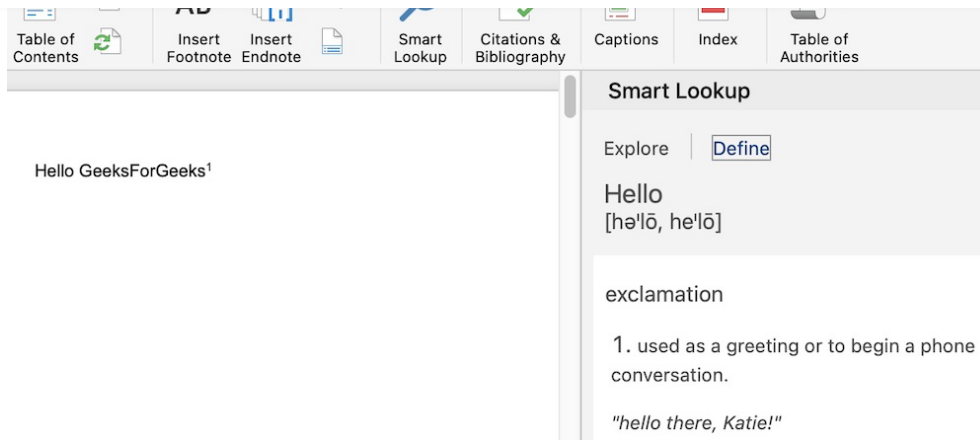 AB
Table of Contents
Insert Footnote
Insert Endnote
Smart Lookup
Citations & Bibliography
Captions
Index
Table of Authorities
Hello GeeksForGeeks¹
Smart Lookup
Explore
Define
Hello
[hə'lō, he'lō]
exclamation
1. used as a greeting or to begin a phone
conversation.
"hello there, Katie!"